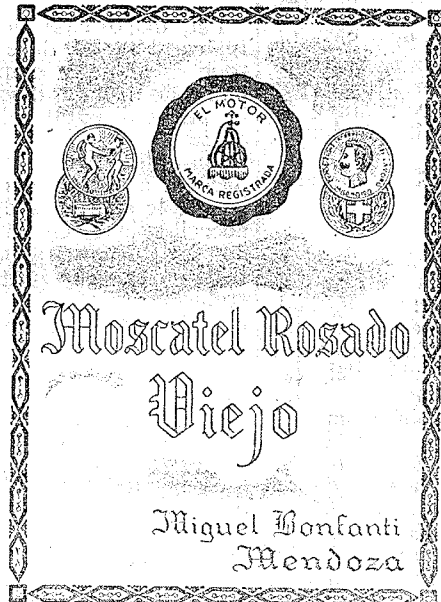 EL MOTOR
MARCA REGISTRADA
Moscatel Rosado
Viejo
Miguel Bonfanti
Mendoza